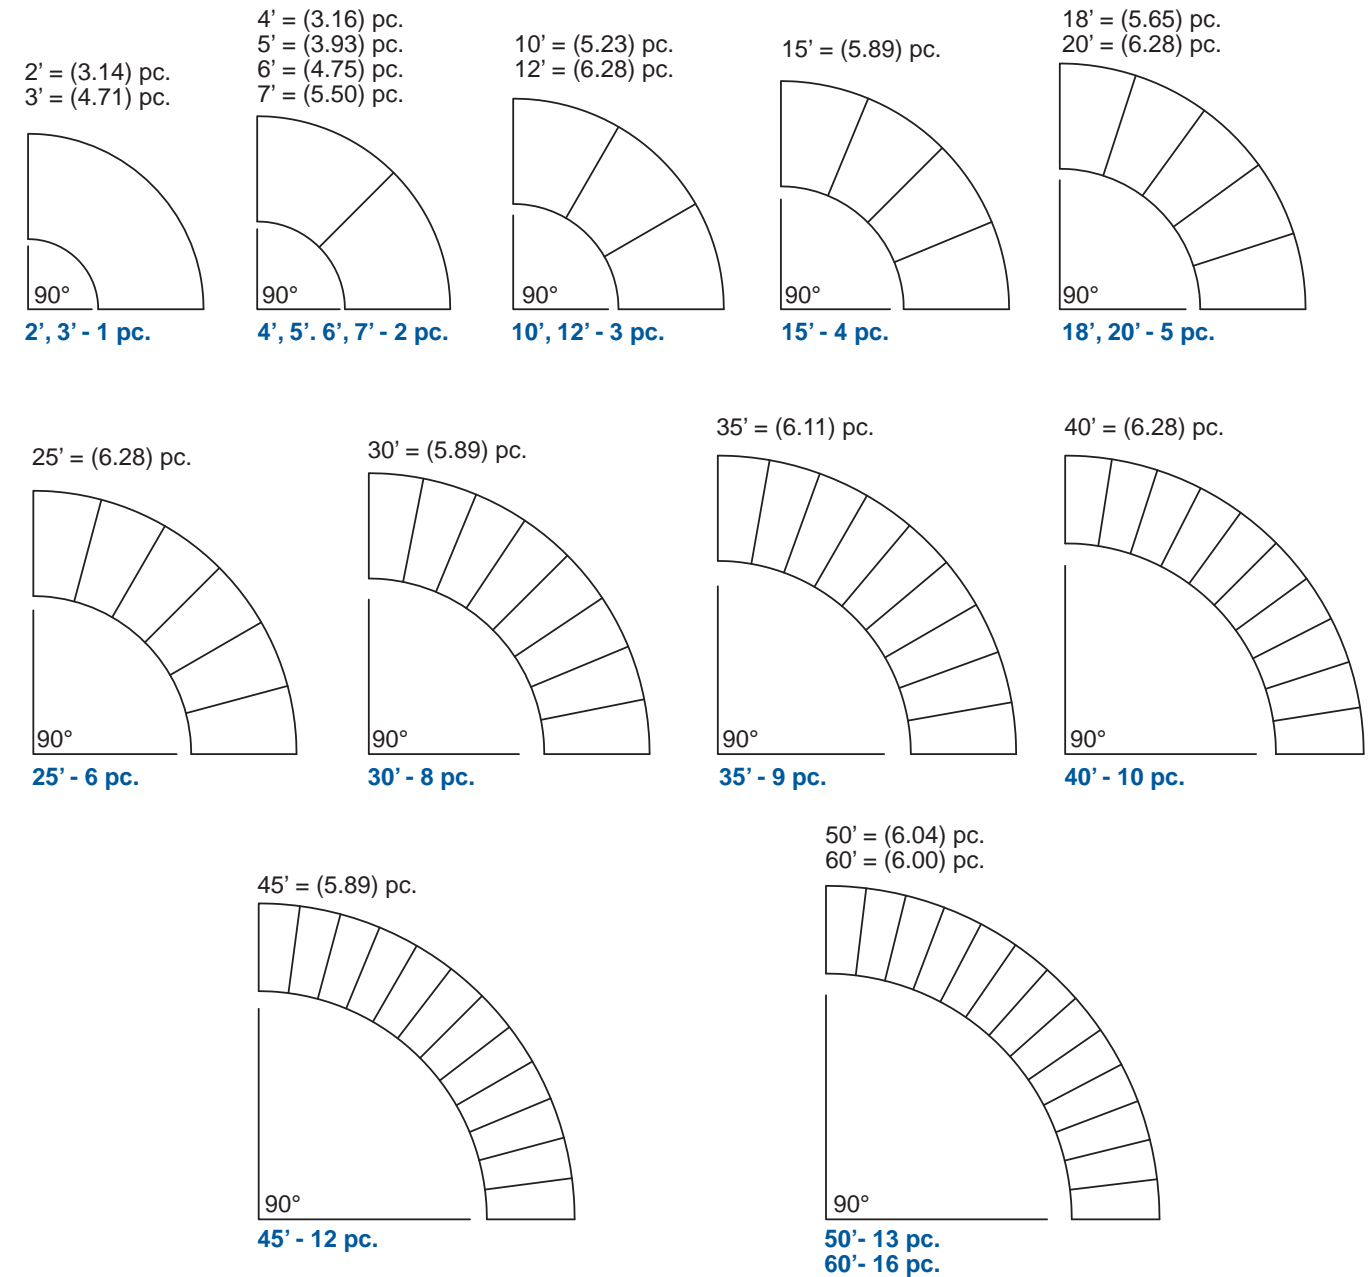 2’ = (3.14) pc.
3’ = (4.71) pc.
90°
2’, 3’ - 1 pc.
4’ = (3.16) pc.
5’ = (3.93) pc.
6’ = (4.75) pc.
7’ = (5.50) pc.
90°
4’, 5’. 6’, 7’ - 2 pc.
10’ = (5.23) pc.
12’ = (6.28) pc.
90°
10’, 12’ - 3 pc.
15’ = (5.89) pc.
90°
15’ - 4 pc.
18’ = (5.65) pc.
20’ = (6.28) pc.
90°
18’, 20’ - 5 pc.
25’ = (6.28) pc.
90°
25’ - 6 pc.
30’ = (5.89) pc.
90°
30’ - 8 pc.
35’ = (6.11) pc.
90°
35’ - 9 pc.
40’ = (6.28) pc.
90°
40’ - 10 pc.
45’ = (5.89) pc.
90°
45’ - 12 pc.
50’ = (6.04) pc.
60’ = (6.00) pc.
90°
50’- 13 pc.
60’- 16 pc.